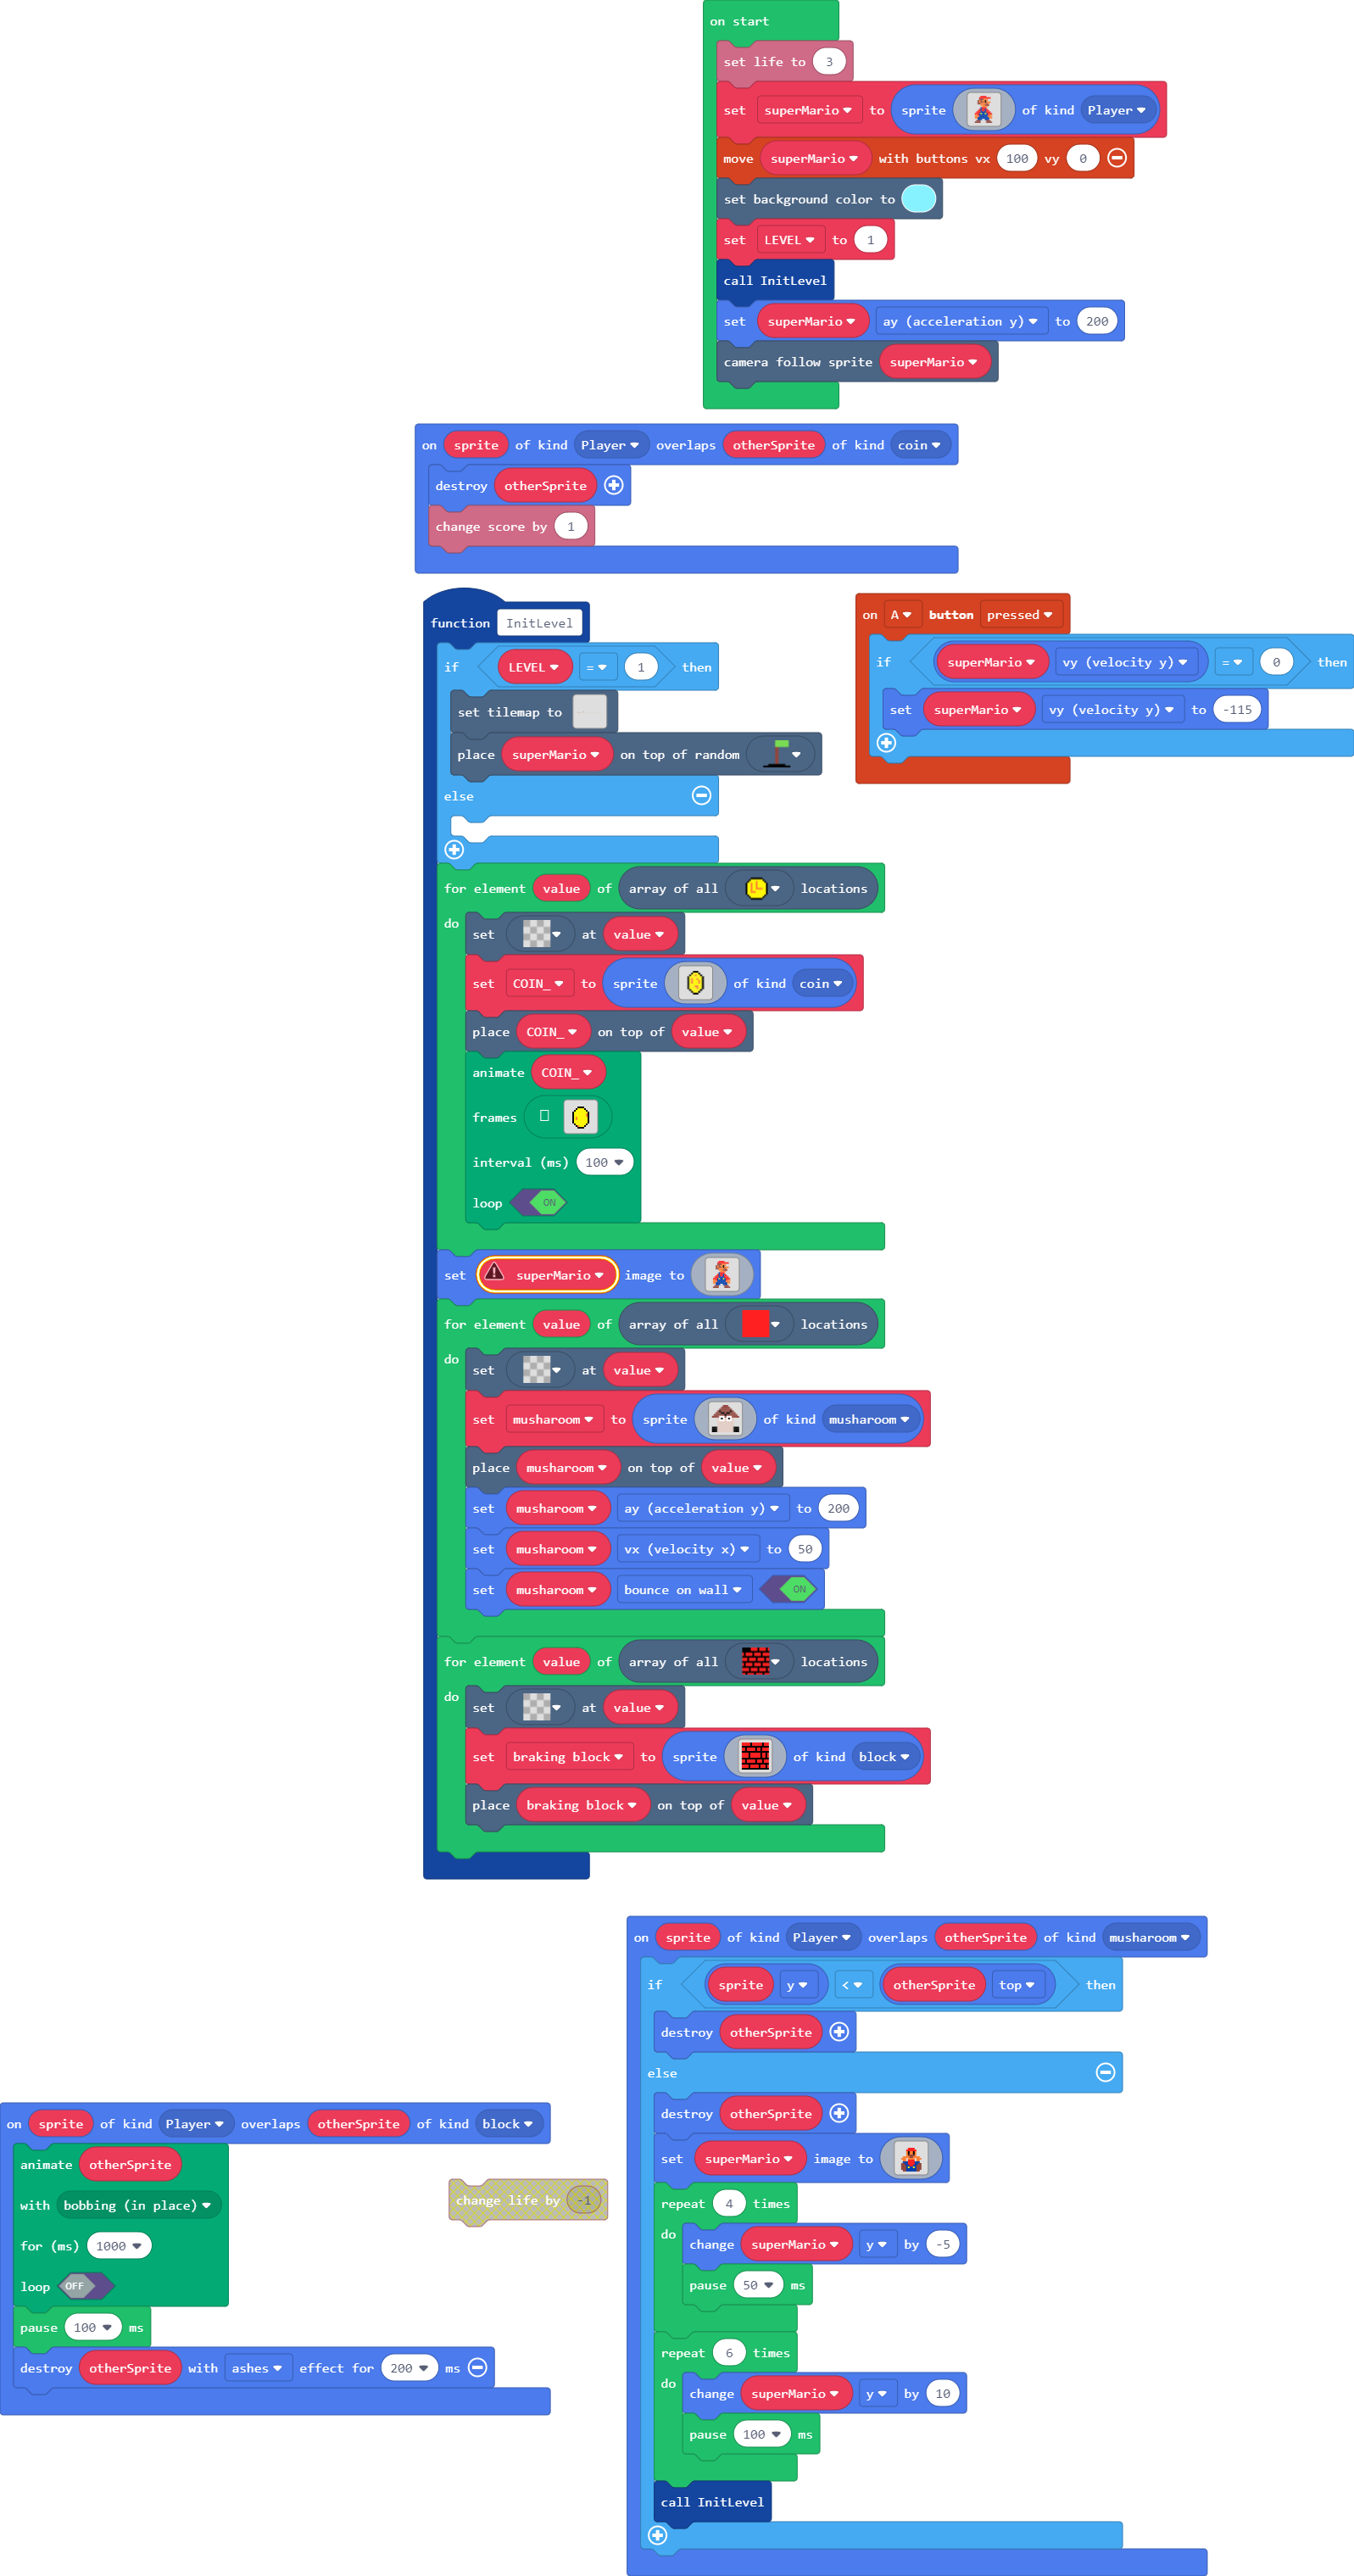 on start
set life to 3
set superMario to sprite of kind Player
move superMario with buttons vx 100 vy 0
set background color to
set LEVEL to 1
call InitLevel
set superMario ay (acceleration y) to 200
camera follow sprite superMario
on sprite of kind Player overlaps otherSprite of kind coin
destroy otherSprite
change score by 1
function InitLevel
if LEVEL = 1 then
set tilemap to
place superMario on top of random
else
for element value of array of all locations
do
set at value
set COIN_ to sprite of kind coin
place COIN_ on top of value
animate COIN_
frames
interval (ms) 100
loop ON
set superMario image to
for element value of array of all locations
do
set at value
set musharoom to sprite of kind musharoom
place musharoom on top of value
set musharoom ay (acceleration y) to 200
set musharoom vx (velocity x) to 50
set musharoom bounce on wall ON
for element value of array of all locations
do
set at value
set braking block to sprite of kind block
place braking block on top of value
on A button pressed
if superMario vy (velocity y) = 0 then
set superMario vy (velocity y) to -115
on sprite of kind Player overlaps otherSprite of kind musharoom
if sprite y < otherSprite top then
destroy otherSprite
else
destroy otherSprite
set superMario image to
repeat 4 times
do
change superMario y by -5
pause 50 ms
repeat 6 times
do
change superMario y by 10
pause 100 ms
call InitLevel
on sprite of kind Player overlaps otherSprite of kind block
animate otherSprite
with bobbing (in place)
for (ms) 1000
loop OFF
pause 100 ms
destroy otherSprite with ashes effect for 200 ms
change life by -1